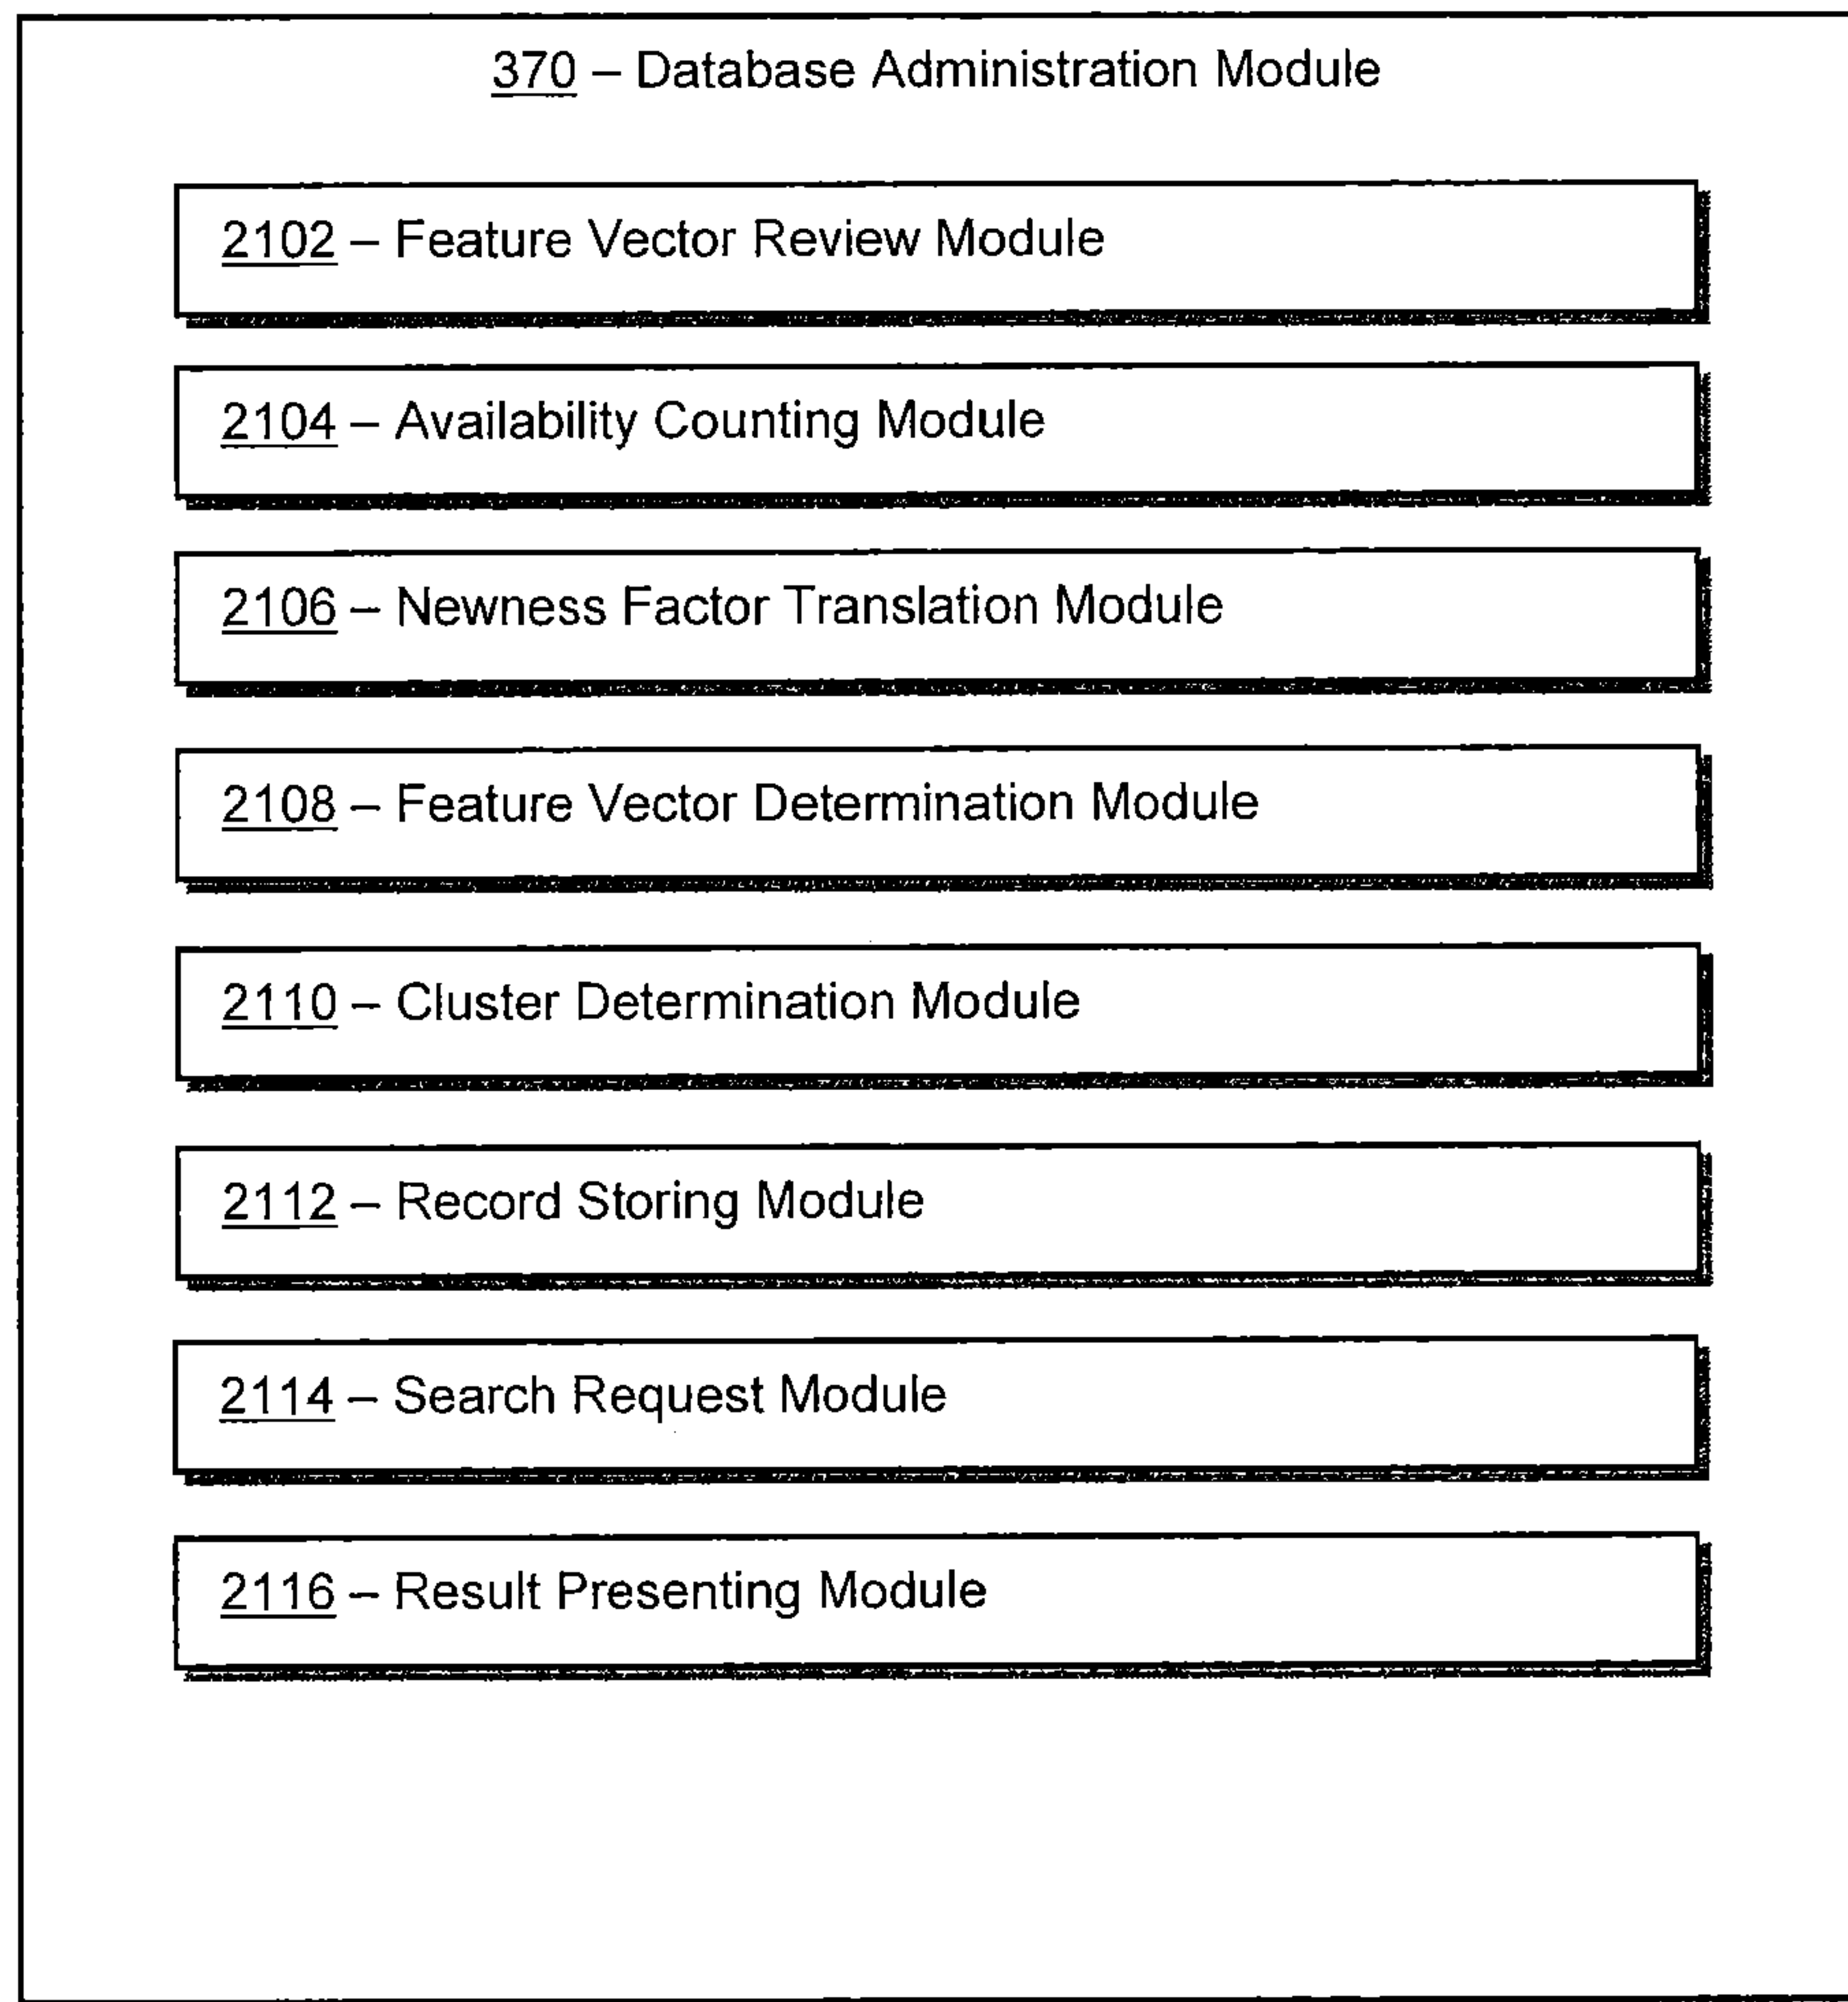 370 – Database Administration Module
2102 – Feature Vector Review Module
2104 – Availability Counting Module
2106 – Newness Factor Translation Module
2108 – Feature Vector Determination Module
2110 – Cluster Determination Module
2112 – Record Storing Module
2114 – Search Request Module
2116 – Result Presenting Module